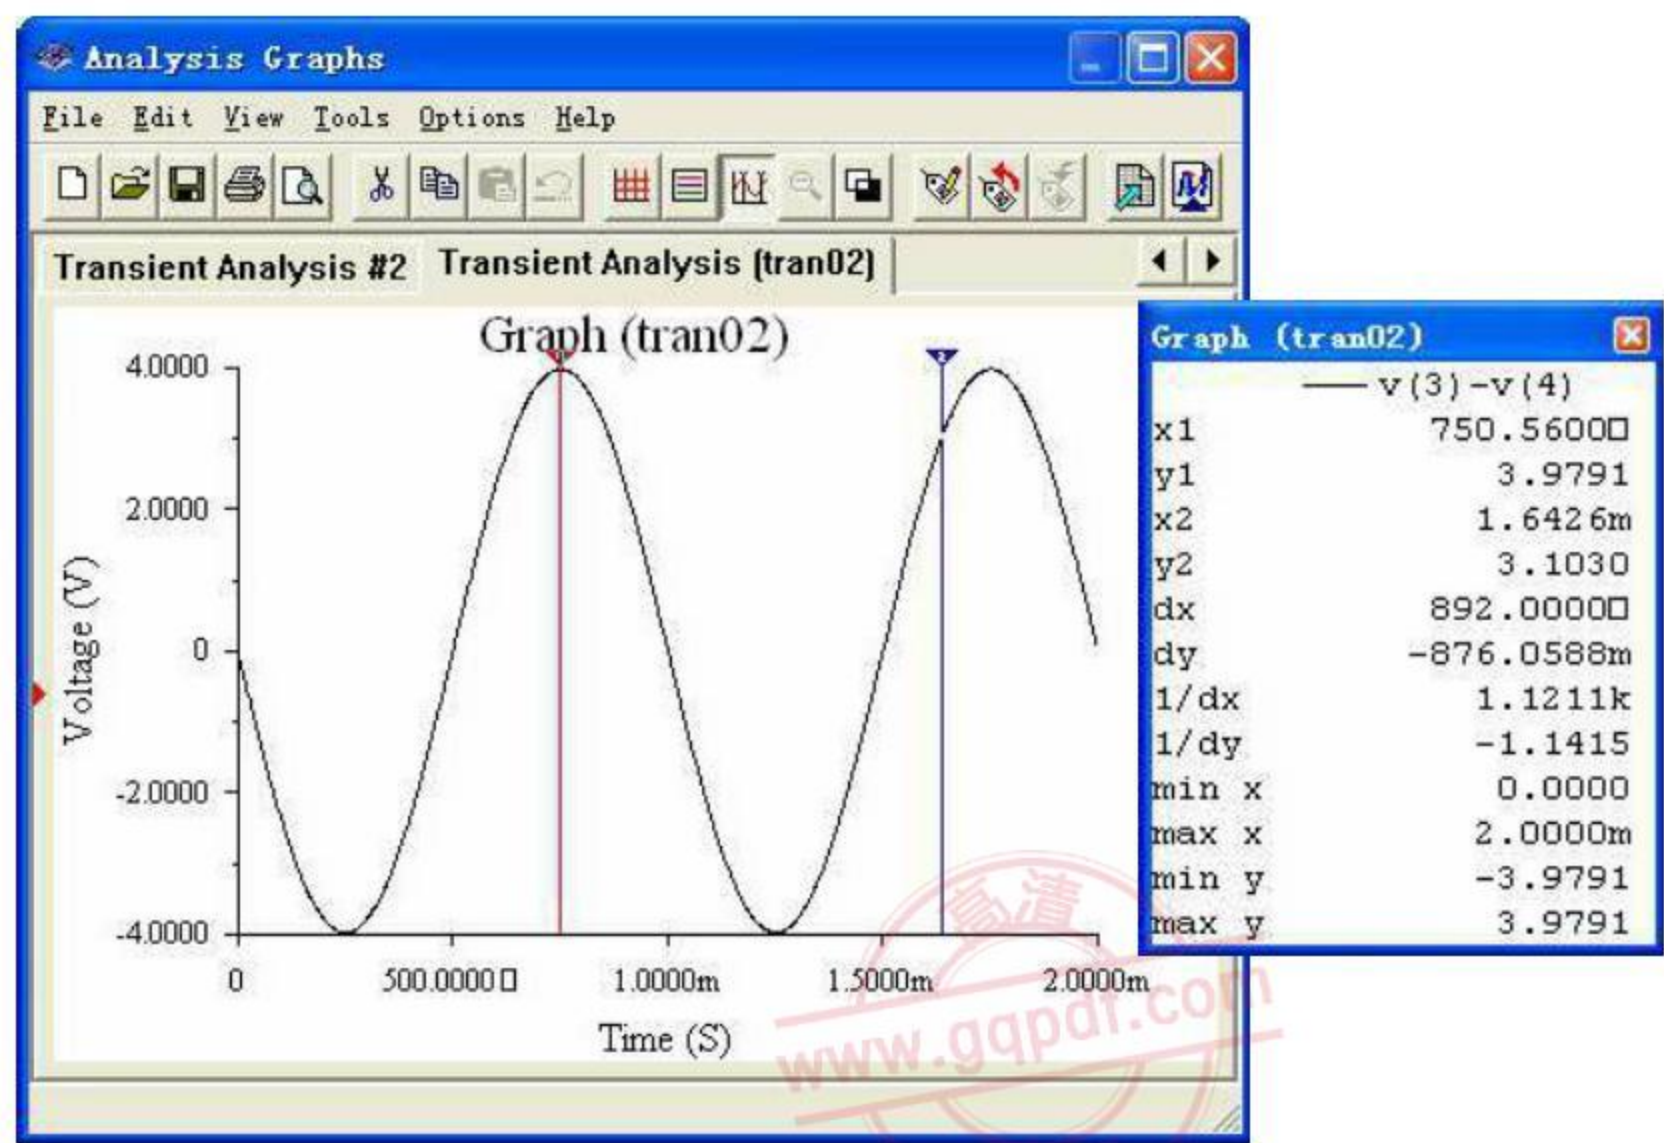 Analysis Graphs
File Edit View Tools Options Help
Transient Analysis #2 Transient Analysis (tran02)
Graph (tran02)
4.0000
2.0000
0
-2.0000
-4.0000
Voltage (V)
0 500.0000□ 1.0000m 1.5000m 2.0000m
Time (S)
1
2
Graph (tran02)
v(3)-v(4)
x1 750.5600□
y1 3.9791
x2 1.6426m
y2 3.1030
dx 892.0000□
dy -876.0588m
1/dx 1.1211k
1/dy -1.1415
min x 0.0000
max x 2.0000m
min y -3.9791
max y 3.9791
高清
www.gqpdf.com